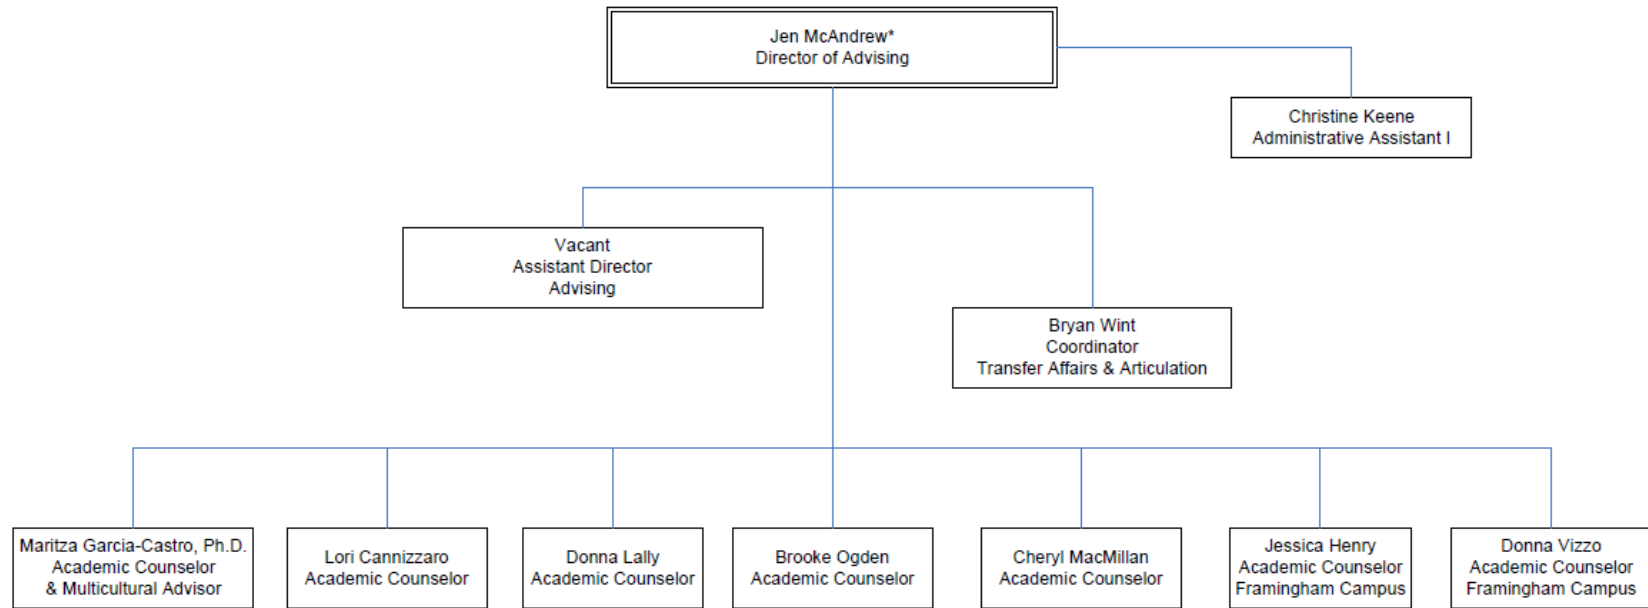 Jen McAndrew*
Director of Advising
Christine Keene
Administrative Assistant I
Vacant
Assistant Director
Advising
Bryan Wint
Coordinator
Transfer Affairs & Articulation
Maritza Garcia-Castro, Ph.D.
Academic Counselor
& Multicultural Advisor
Lori Cannizzaro
Academic Counselor
Donna Lally
Academic Counselor
Brooke Ogden
Academic Counselor
Cheryl MacMillan
Academic Counselor
Jessica Henry
Academic Counselor
Framingham Campus
Donna Vizzo
Academic Counselor
Framingham Campus